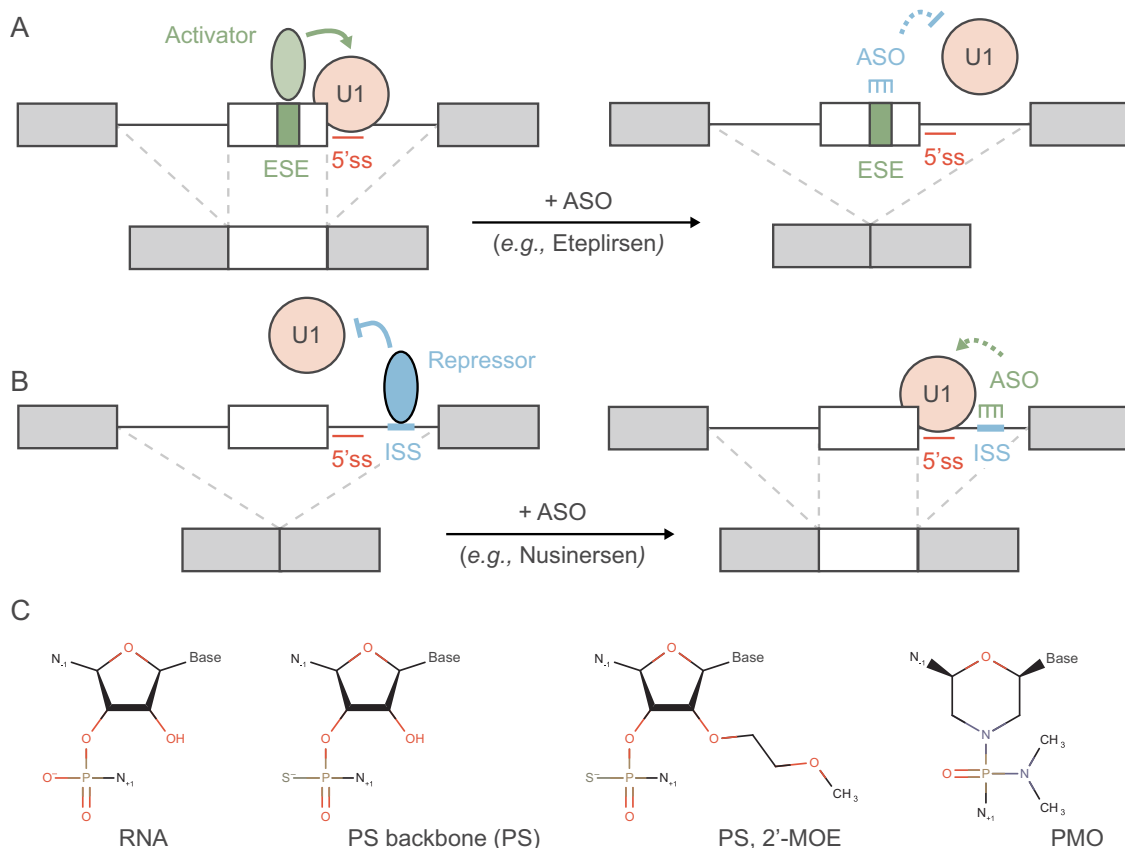 A
Activator
U1
ESE
5'ss
+ ASO
(e.g., Eteplirsen)
ASO
U1
ESE
5'ss
B
U1
Repressor
5'ss
ISS
+ ASO
(e.g., Nusinersen)
U1
ASO
5'ss
ISS
C
N-1
O
Base
O
OH
O-
P
N+1
O
RNA
N-1
O
Base
O
OH
S-
P
N+1
O
PS backbone (PS)
N-1
O
Base
O
O
S-
P
N+1
O
O
CH3
PS, 2'-MOE
N-1
O
Base
N
CH3
O
P
N
N+1
CH3
PMO